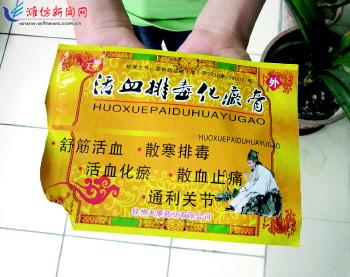 潍坊新闻网
www.wfnews.com.cn
外
活血排毒化瘀膏
HUOXUEPAIDUHUAYUGAO
HUOXUEPAIDUHUAYUGAO
·舒筋活血 ·散寒排毒
·活血化瘀 ·散血止痛
·通利关节